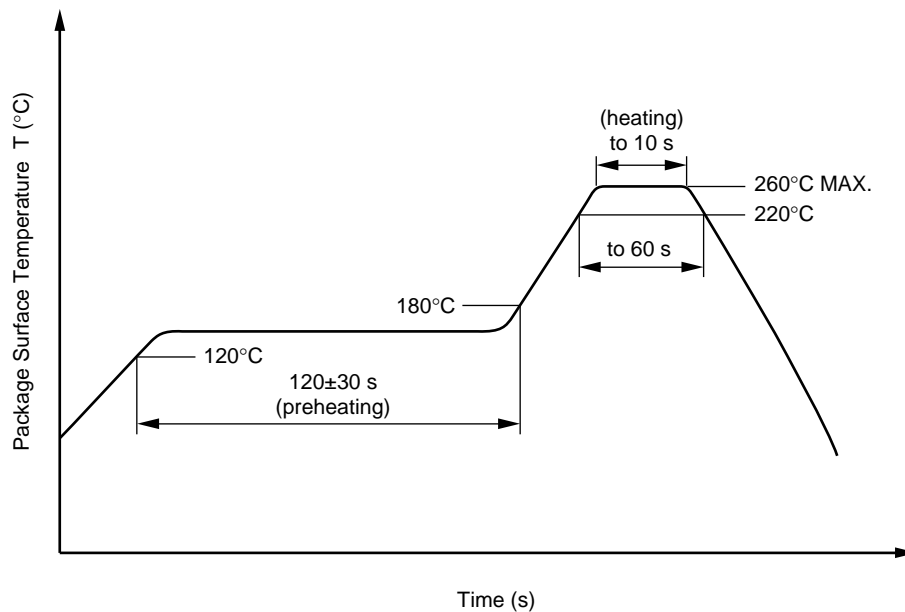 Package Surface Temperature T (°C)
(heating)
to 10 s
260°C MAX.
220°C
to 60 s
180°C
120°C
120±30 s
(preheating)
Time (s)